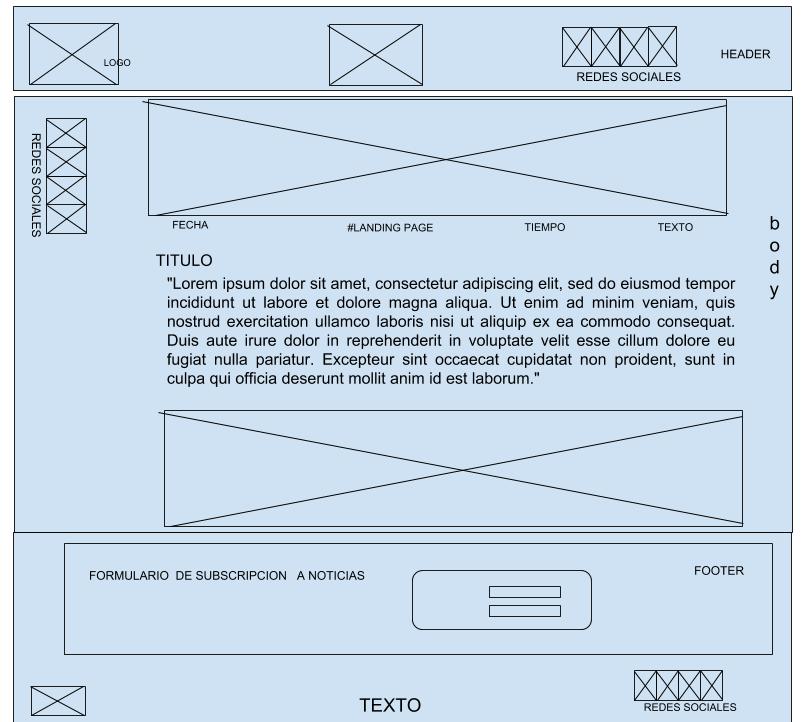 LOGO
REDES SOCIALES
HEADER
REDES SOCIALES
FECHA
#LANDING PAGE
TIEMPO
TEXTO
body
TITULO
"Lorem ipsum dolor sit amet, consectetur adipiscing elit, sed do eiusmod tempor
incididunt ut labore et dolore magna aliqua. Ut enim ad minim veniam, quis
nostrud exercitation ullamco laboris nisi ut aliquip ex ea commodo consequat.
Duis aute irure dolor in reprehenderit in voluptate velit esse cillum dolore eu
fugiat nulla pariatur. Excepteur sint occaecat cupidatat non proident, sunt in
culpa qui officia deserunt mollit anim id est laborum."
FORMULARIO DE SUBSCRIPCION A NOTICIAS
FOOTER
TEXTO
REDES SOCIALES